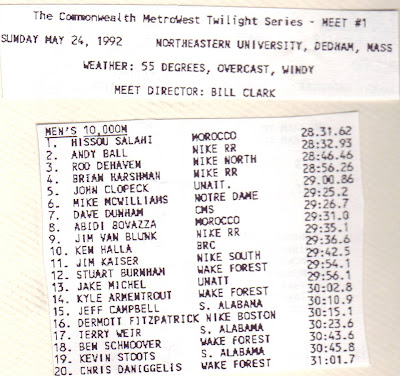 The Commonwealth MetroWest Twilight Series - MEET #1
SUNDAY MAY 24, 1992 NORTHEASTERN UNIVERSITY, DEDHAM, MASS
WEATHER: 55 DEGREES, OVERCAST, WINDY
MEET DIRECTOR: BILL CLARK
MEN'S 10,000M
1. HISSOU SALAHI MOROCCO 28.31.62
2. ANDY BALL NIKE RR 28:32.93
3. ROD DEHAVEN NIKE NORTH 28:46.46
4. BRIAN HARSHMAN NIKE RR 28:56.26
5. JOHN CLOPECK UNAIT. 29.00.86
6. MIKE MCWILLIAMS NOTRE DAME 29:25.2
7. DAVE DUNHAM CMS 29:26.7
8. ABIDI BOVAZZA MOROCCO 29:31.0
9. JIM VAN BLUNK NIKE RR 29:35.1
10. KEN HALLA BRC 29:36.6
11. JIM KAISER NIKE SOUTH 29:42.5
12. STUART BURNHAM WAKE FOREST 29:54.1
13. JAKE MICHEL UNATT 29:56.1
14. KYLE ARMENTROUT WAKE FOREST 30:02.8
15. JEFF CAMPBELL S. ALABANA 30:10.9
16. DERMOTT FITZPATRICK NIKE BOSTON 30:15.1
17. TERRY WEIR S. ALABAMA 30:23.6
18. BEN SCHMOOVER WAKE FOREST 30:43.6
19. KEVIN STOOTS S. ALABAMA 30:45.8
20. CHRIS DANIGGELIS WAKE FOREST 31:01.7